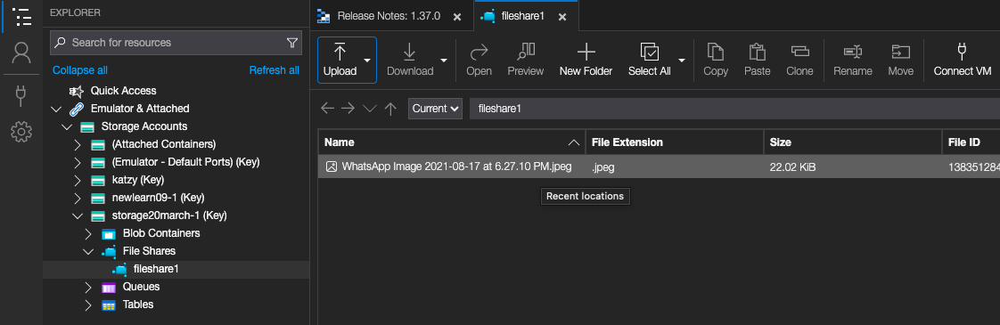 EXPLORER
Search for resources
Collapse all
Refresh all
Quick Access
Emulator & Attached
Storage Accounts
(Attached Containers)
(Emulator - Default Ports) (Key)
katzy (Key)
newlearn09-1 (Key)
storage20march-1 (Key)
Blob Containers
File Shares
fileshare1
Queues
Tables
Release Notes: 1.37.0
fileshare1
Upload
Download
Open
Preview
New Folder
Select All
Copy
Paste
Clone
Rename
Move
Connect VM
Current
fileshare1
Name File Extension Size File ID
WhatsApp Image 2021-08-17 at 6.27.10 PM.jpeg .jpeg 22.02 KiB 138351284
Recent locations